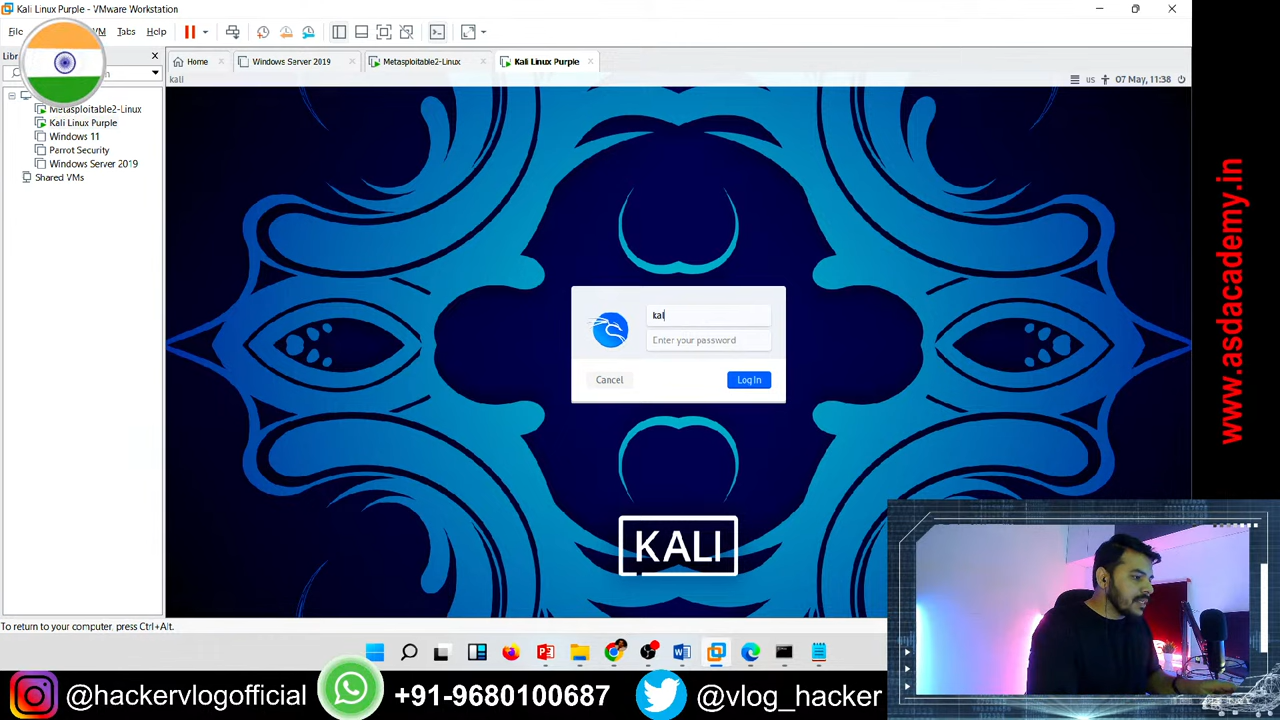 Kali Linux Purple - VMware Workstation
File VM Tabs Help
Home
Windows Server 2019
Metasploitable2-Linux
Kali Linux Purple
kali
us
07 May, 11:38
Metasploitable2-Linux
Kali Linux Purple
Windows 11
Parrot Security
Windows Server 2019
Shared VMs
kal
Enter your password
Cancel
Log In
KALI
www.asdacademy.in
To return to your computer, press Ctrl+Alt.
@hackervlogofficial
+91-9680100687
@vlog_hacker